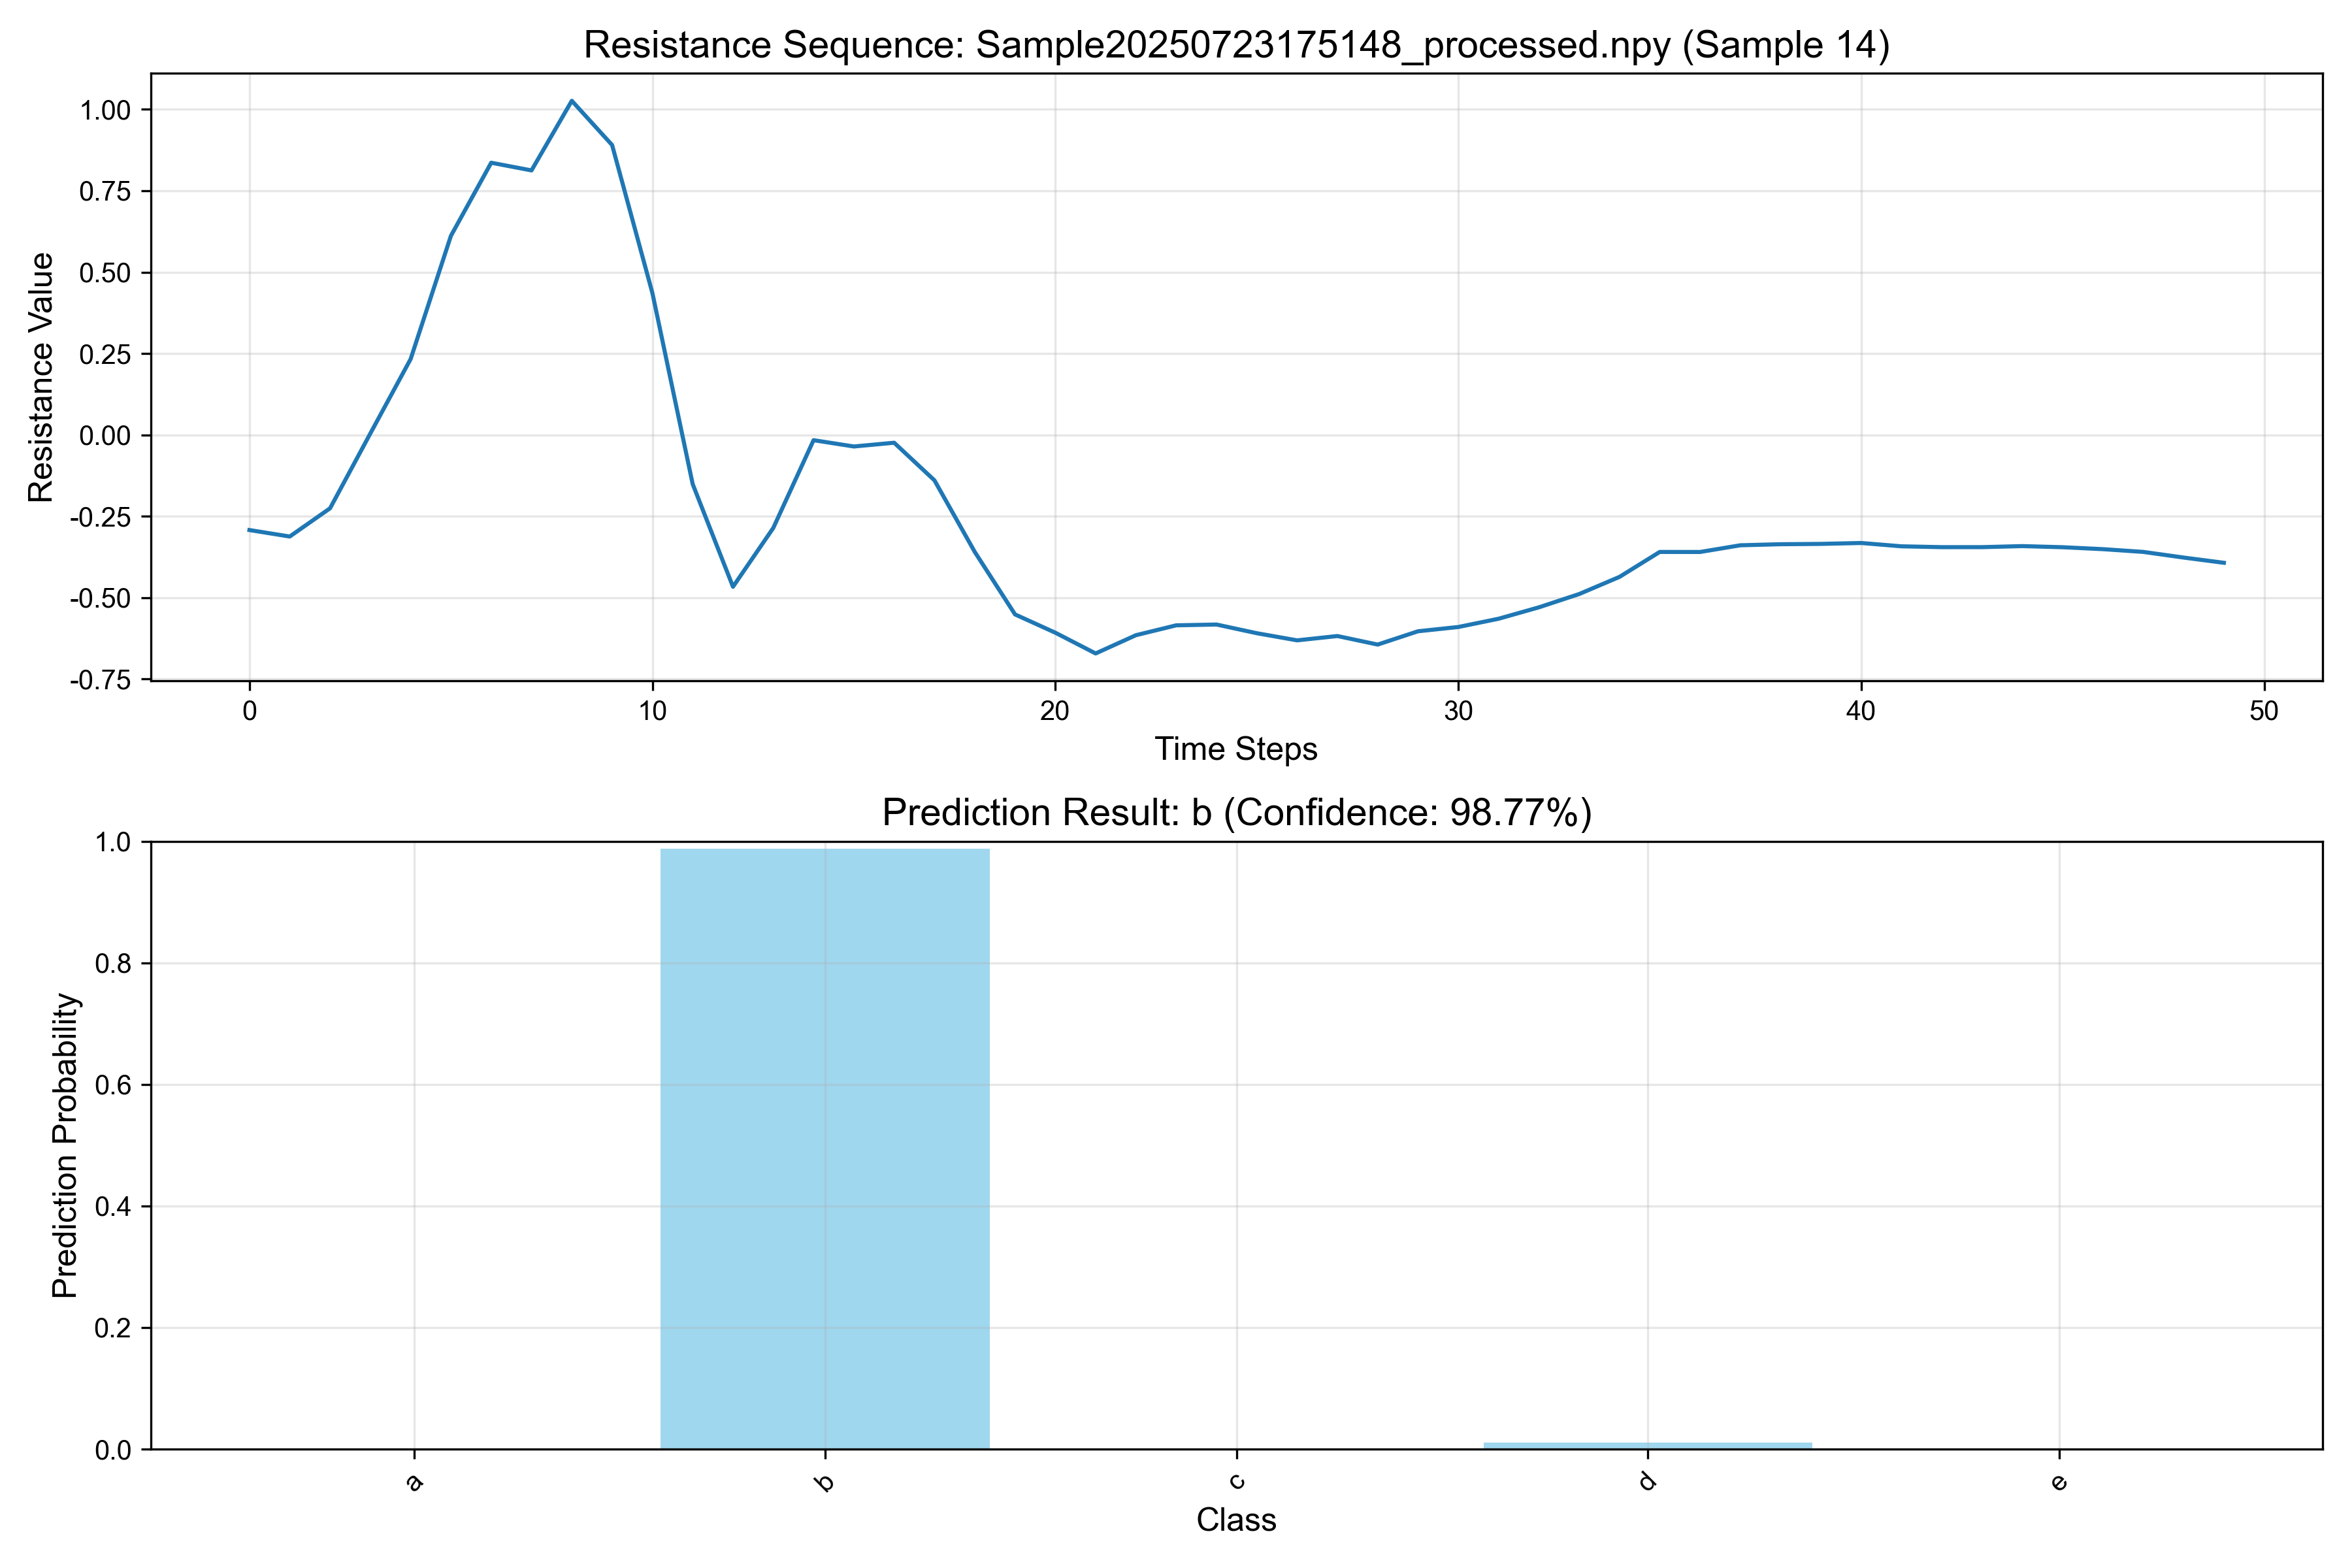 Resistance Sequence: Sample20250723175148_processed.npy (Sample 14)
Resistance Value
1.00
0.75
0.50
0.25
0.00
-0.25
-0.50
-0.75
0 10 20 30 40 50
Time Steps
Prediction Result: b (Confidence: 98.77%)
Prediction Probability
1.0
0.8
0.6
0.4
0.2
0.0
a b c d e
Class